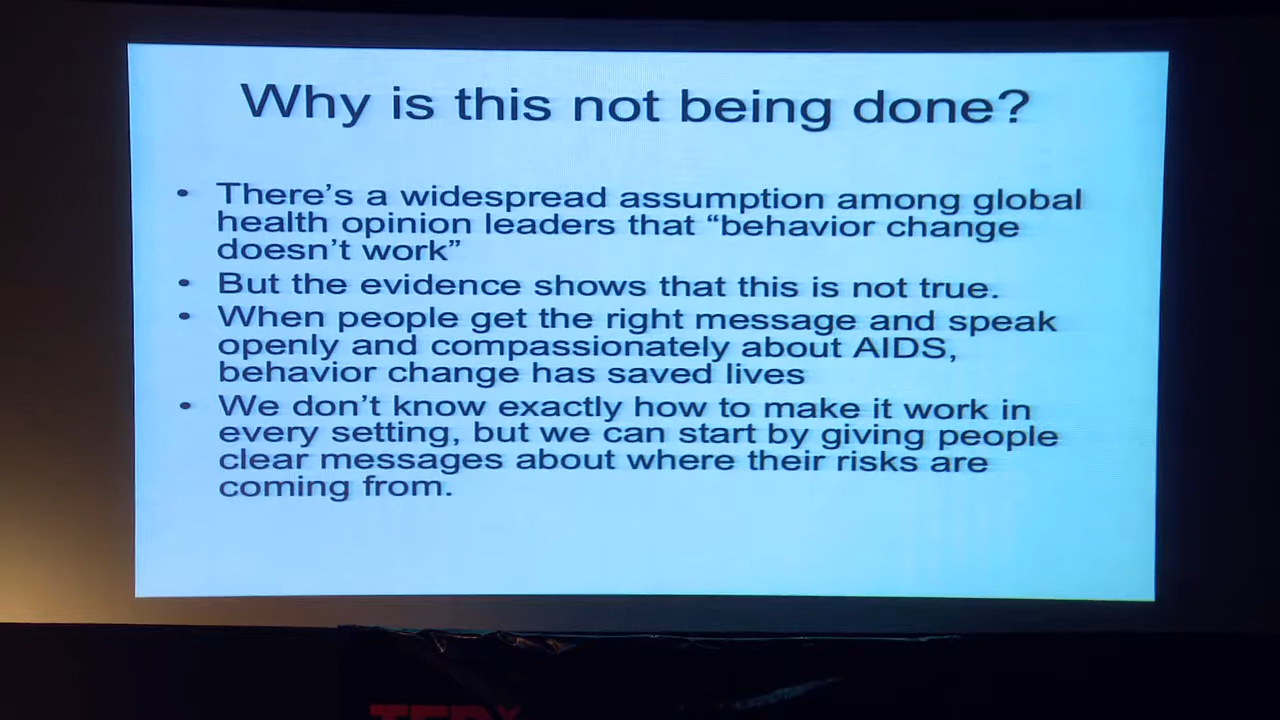 Why is this not being done?
• There's a widespread assumption among global
health opinion leaders that “behavior change
doesn't work”
• But the evidence shows that this is not true.
• When people get the right message and speak
openly and compassionately about AIDS,
behavior change has saved lives
• We don't know exactly how to make it work in
every setting, but we can start by giving people
clear messages about where their risks are
coming from.
TEDx